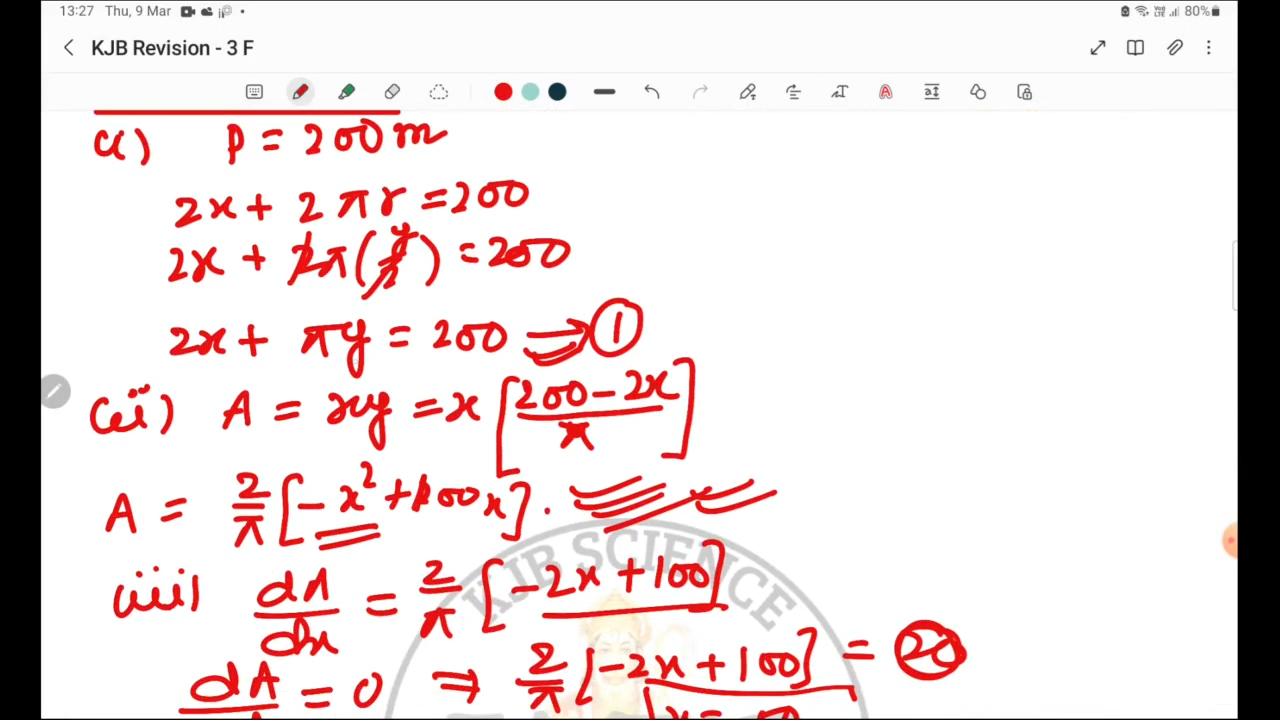 13:27 Thu, 9 Mar 80%
KJB Revision - 3 F
P = 200 m
2x + 2πr = 200
2x + 2π(y/2) = 200
2x + πy = 200 → ①
(ii) A = xy = x [200 - 2x / π]
A = 2/π [-x² + 100x].
(iii) dA/dx = 2/π [-2x + 100]
KJB SCIENCE
dA = 0 ⇒ 2/π [-2x + 100] =